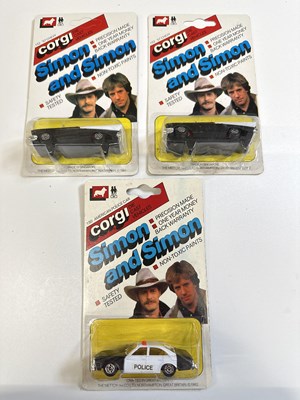 CORGI
PRECISION MADE
ONE YEAR MONEY
BACK WARRANTY
NON-TOXIC PAINTS
Simon
and Simon
SAFETY
TESTED
CORGI
PRECISION MADE
ONE YEAR MONEY
BACK WARRANTY
NON-TOXIC PAINTS
Simon
and Simon
SAFETY
TESTED
CORGI
PRECISION MADE
ONE YEAR MONEY
BACK WARRANTY
NON-TOXIC PAINTS
Simon
and Simon
SAFETY
TESTED
POLICE